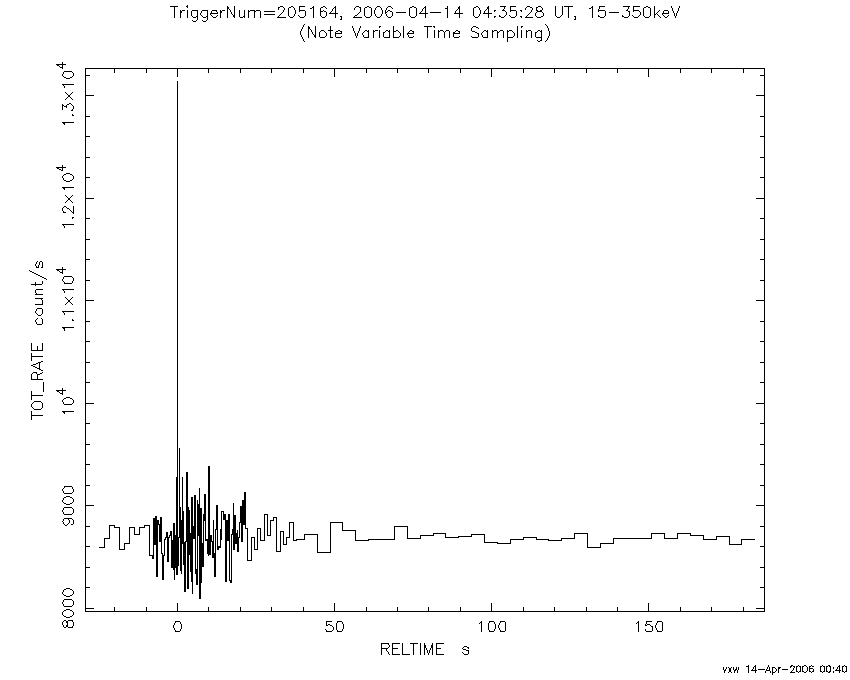 TriggerNum=205164, 2006-04-14 04:35:28 UT, 15-350keV
(Note Variable Time Sampling)
TOT_RATE count/s
1.3×10⁴
1.2×10⁴
1.1×10⁴
10⁴
9000
8000
0 50 100 150
RELTIME s
vxw 14-Apr-2006 00:40